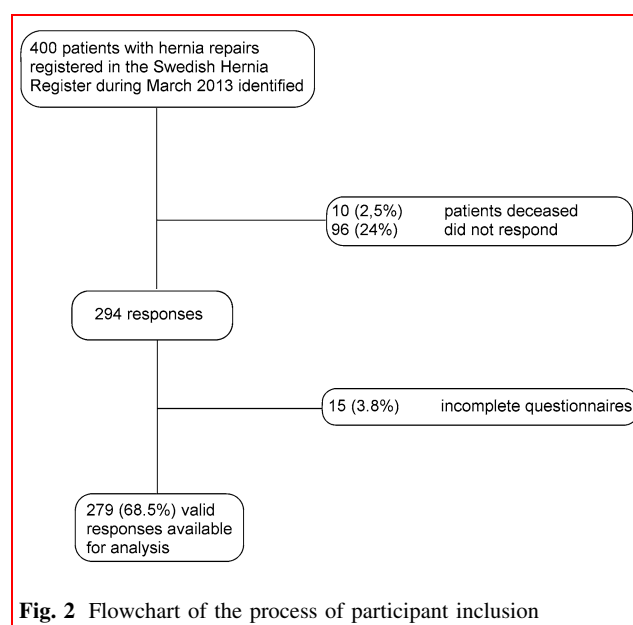 400 patients with hernia repairs
registered in the Swedish Hernia
Register during March 2013 identified
10 (2,5%) patients deceased
96 (24%) did not respond
294 responses
15 (3.8%) incomplete questionnaires
279 (68.5%) valid
responses available
for analysis
Fig. 2 Flowchart of the process of participant inclusion